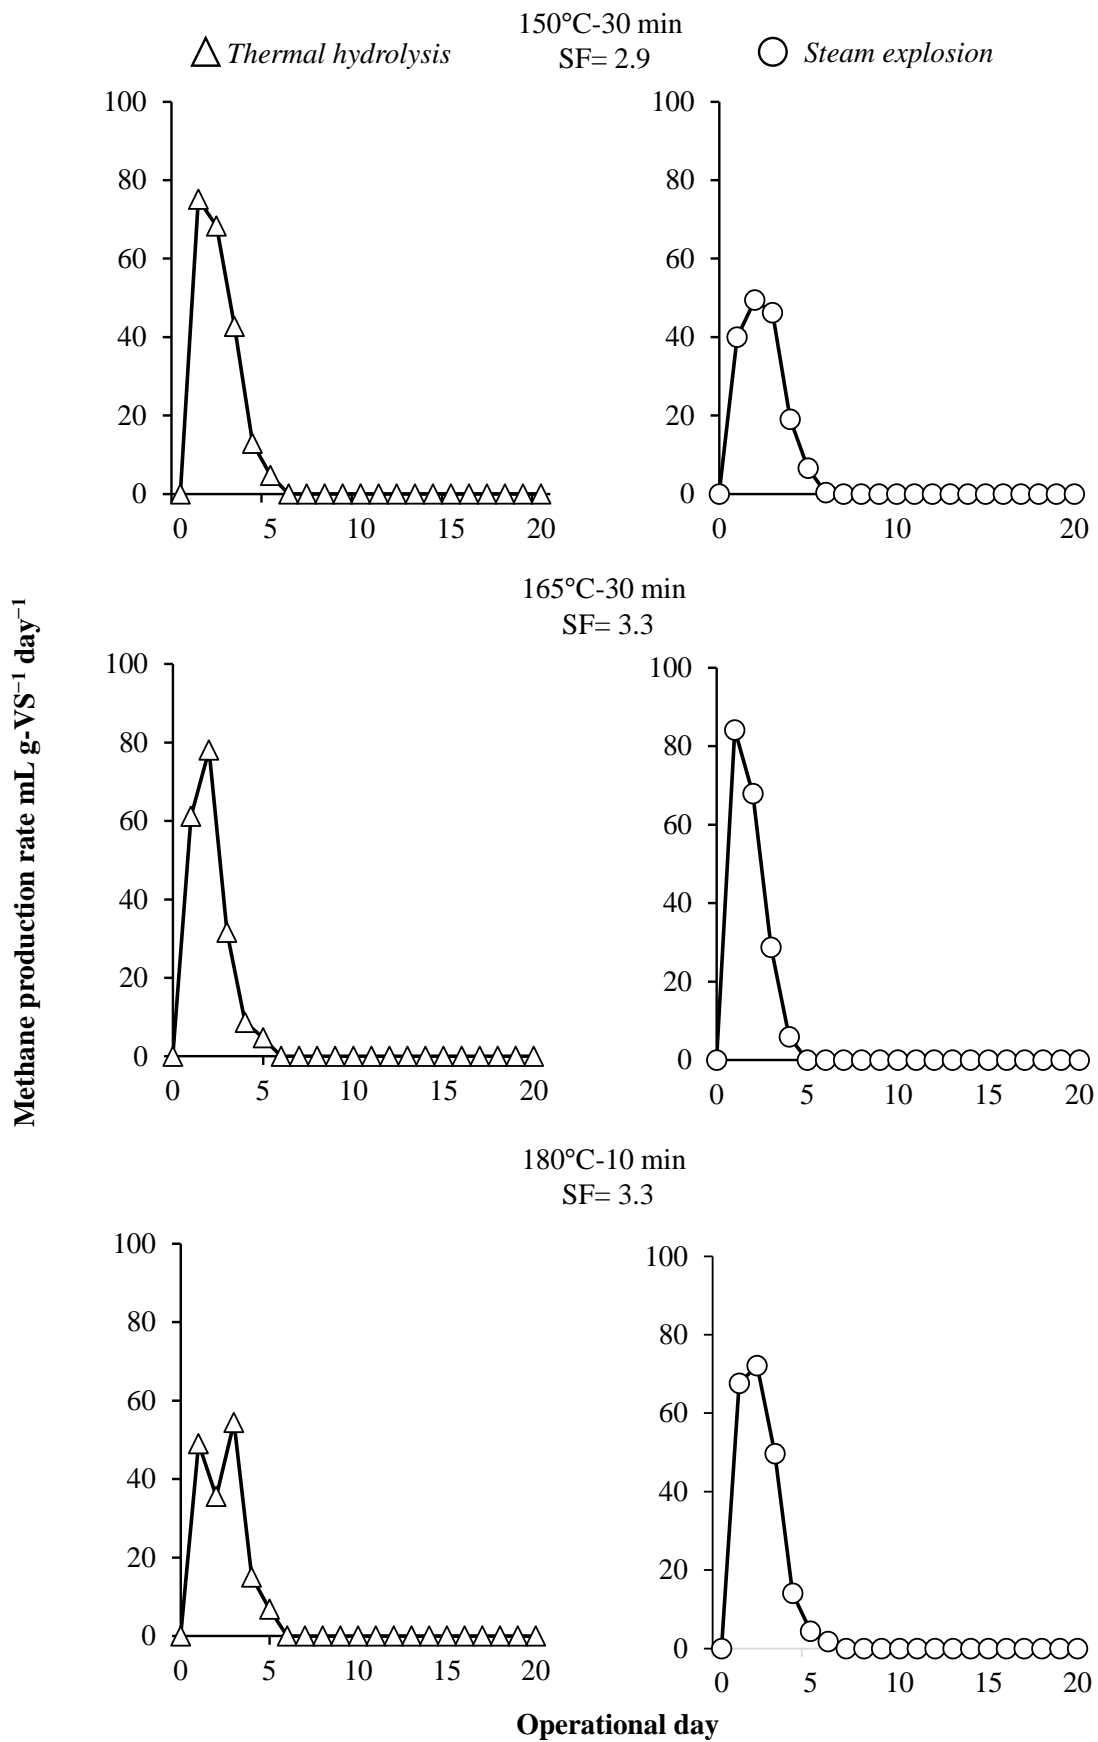 150°C-30 min
Thermal hydrolysis
SF= 2.9
Steam explosion
100
80
60
40
20
0
0 5 10 15 20
100
80
60
40
20
0
0 10 20
165°C-30 min
SF= 3.3
Methane production rate mL g-VS⁻¹ day⁻¹
100
80
60
40
20
0
0 5 10 15 20
100
80
60
40
20
0
0 5 10 15 20
180°C-10 min
SF= 3.3
100
80
60
40
20
0
0 5 10 15 20
100
80
60
40
20
0
0 5 10 15 20
Operational day